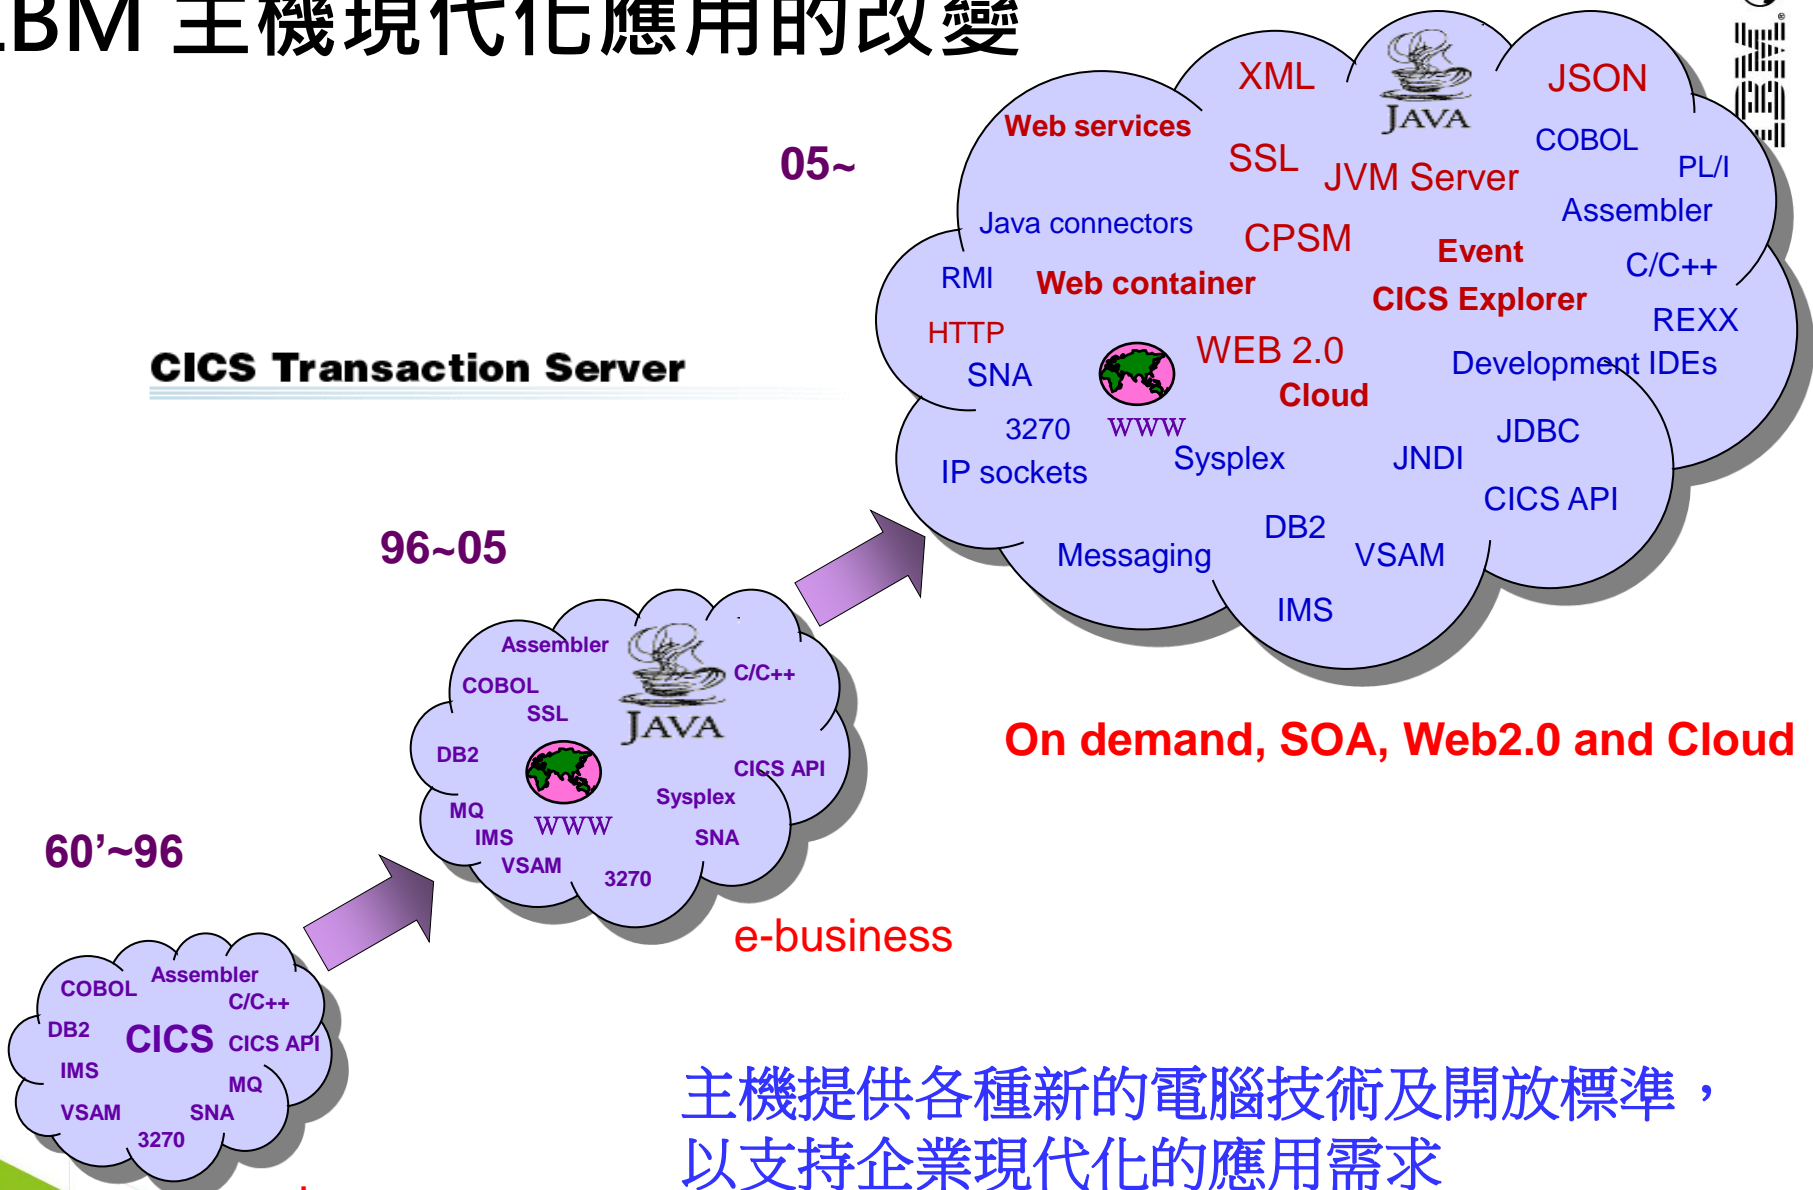 IBM 主機現代化應用的改變
IBM
05~
XML
JAVA
JSON
Web services
COBOL
SSL
JVM Server
PL/I
Assembler
Java connectors
CPSM
Event
C/C++
RMI
Web container
CICS Explorer
REXX
HTTP
WEB 2.0
Development IDEs
SNA
Cloud
3270
WWW
JDBC
IP sockets
Sysplex
JNDI
CICS API
DB2
Messaging
VSAM
IMS
On demand, SOA, Web2.0 and Cloud
CICS Transaction Server
96~05
Assembler
C/C++
COBOL
SSL
JAVA
DB2
CICS API
Sysplex
MQ
WWW
IMS
SNA
VSAM
3270
e-business
60’~96
Assembler
COBOL
C/C++
DB2
CICS
CICS API
IMS
MQ
VSAM
SNA
3270
主機提供各種新的電腦技術及開放標準，
以支持企業現代化的應用需求